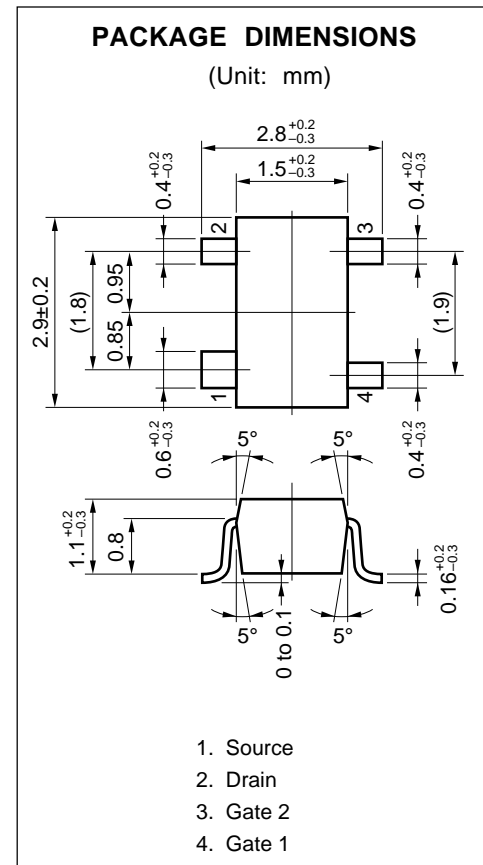 PACKAGE DIMENSIONS
(Unit: mm)
2.8 +0.2 −0.3
1.5 +0.2 −0.3
0.4 +0.2 −0.3
0.4 +0.2 −0.3
2
3
2.9±0.2
(1.8)
0.95
0.85
(1.9)
1
4
0.6 +0.2 −0.3
0.4 +0.2 −0.3
5°
5°
1.1 +0.2 −0.3
0.8
0.16 +0.2 −0.3
5°
0 to 0.1
5°
1. Source
2. Drain
3. Gate 2
4. Gate 1